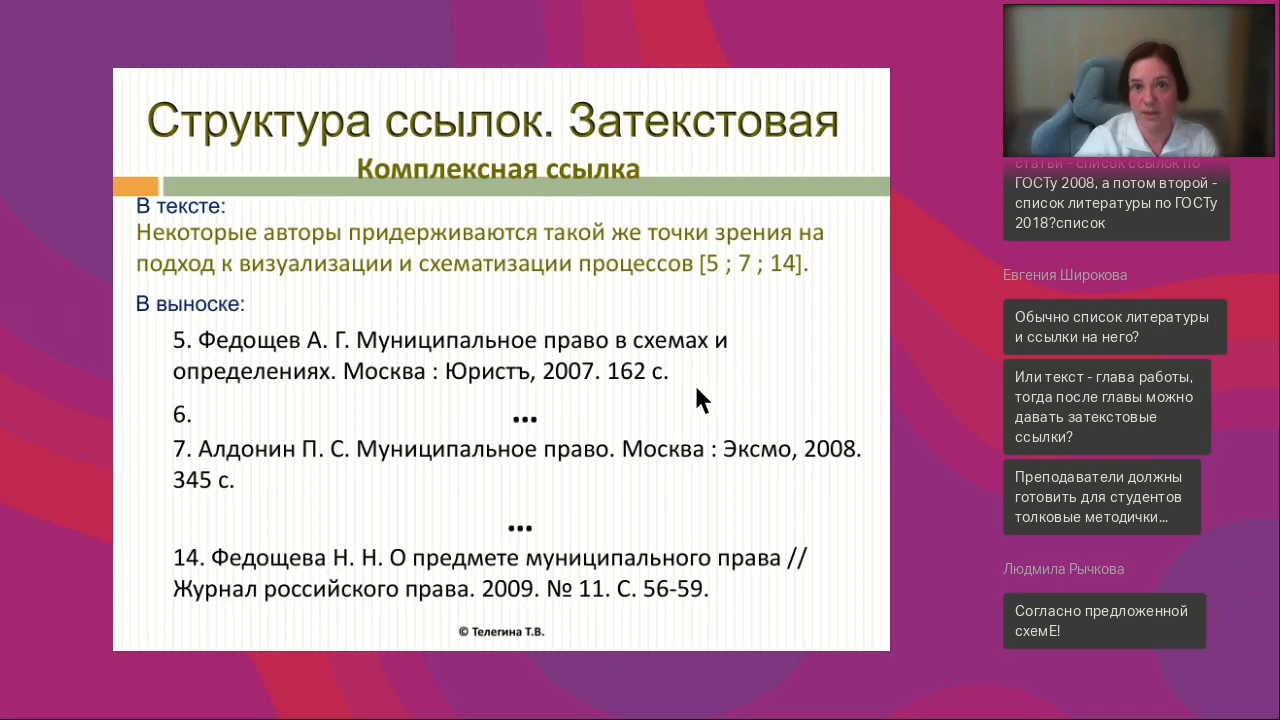 Структура ссылок. Затекстовая
Комплексная ссылка
В тексте:
Некоторые авторы придерживаются такой же точки зрения на
подход к визуализации и схематизации процессов [5 ; 7 ; 14].
В выноске:
5. Федощев А. Г. Муниципальное право в схемах и
определениях. Москва : Юристъ, 2007. 162 с.
6. ...
7. Алдонин П. С. Муниципальное право. Москва : Эксмо, 2008.
345 с.
...
14. Федощева Н. Н. О предмете муниципального права //
Журнал российского права. 2009. № 11. С. 56-59.
© Телегина Т.В.
статьи - список ссылок по
ГОСТу 2008, а потом второй -
список литературы по ГОСТу
2018?список
Евгения Широкова
Обычно список литературы
и ссылки на него?
Или текст - глава работы,
тогда после главы можно
давать затекстовые
ссылки?
Преподаватели должны
готовить для студентов
толковые методички...
Людмила Рычкова
Согласно предложенной
схемЕ!